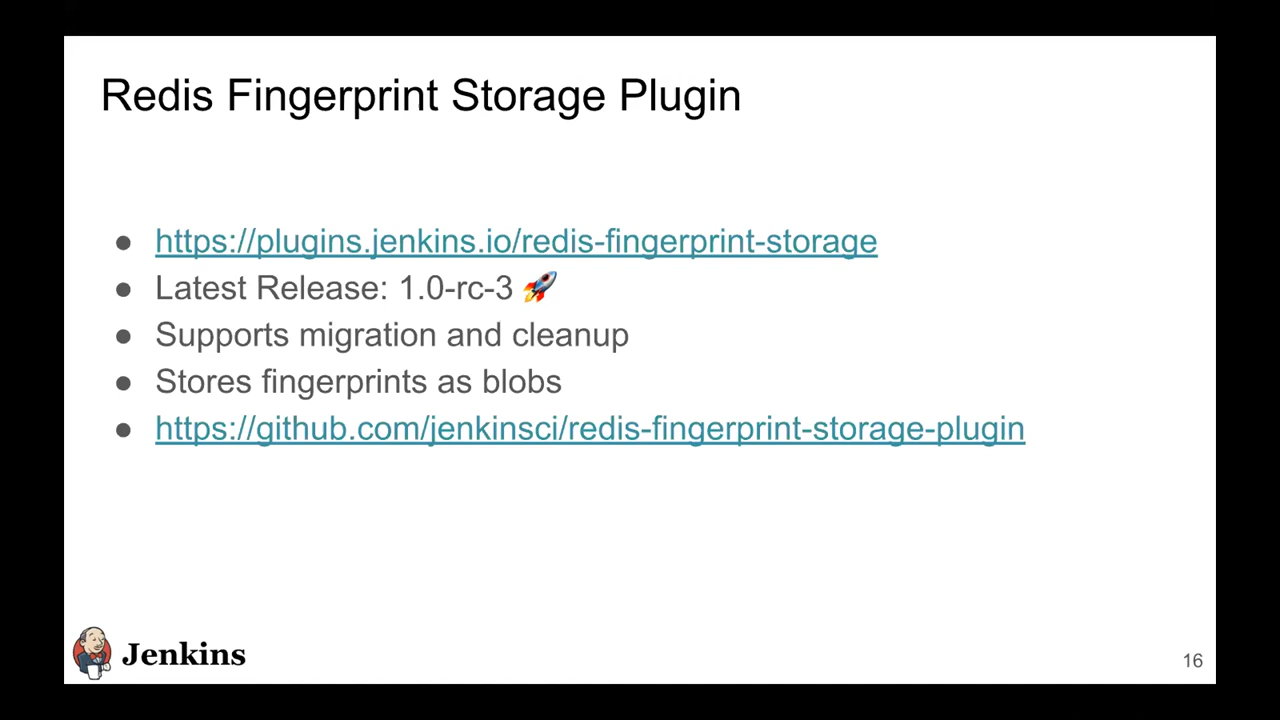 Redis Fingerprint Storage Plugin
● https://plugins.jenkins.io/redis-fingerprint-storage
● Latest Release: 1.0-rc-3 🚀
● Supports migration and cleanup
● Stores fingerprints as blobs
● https://github.com/jenkinsci/redis-fingerprint-storage-plugin
Jenkins
16